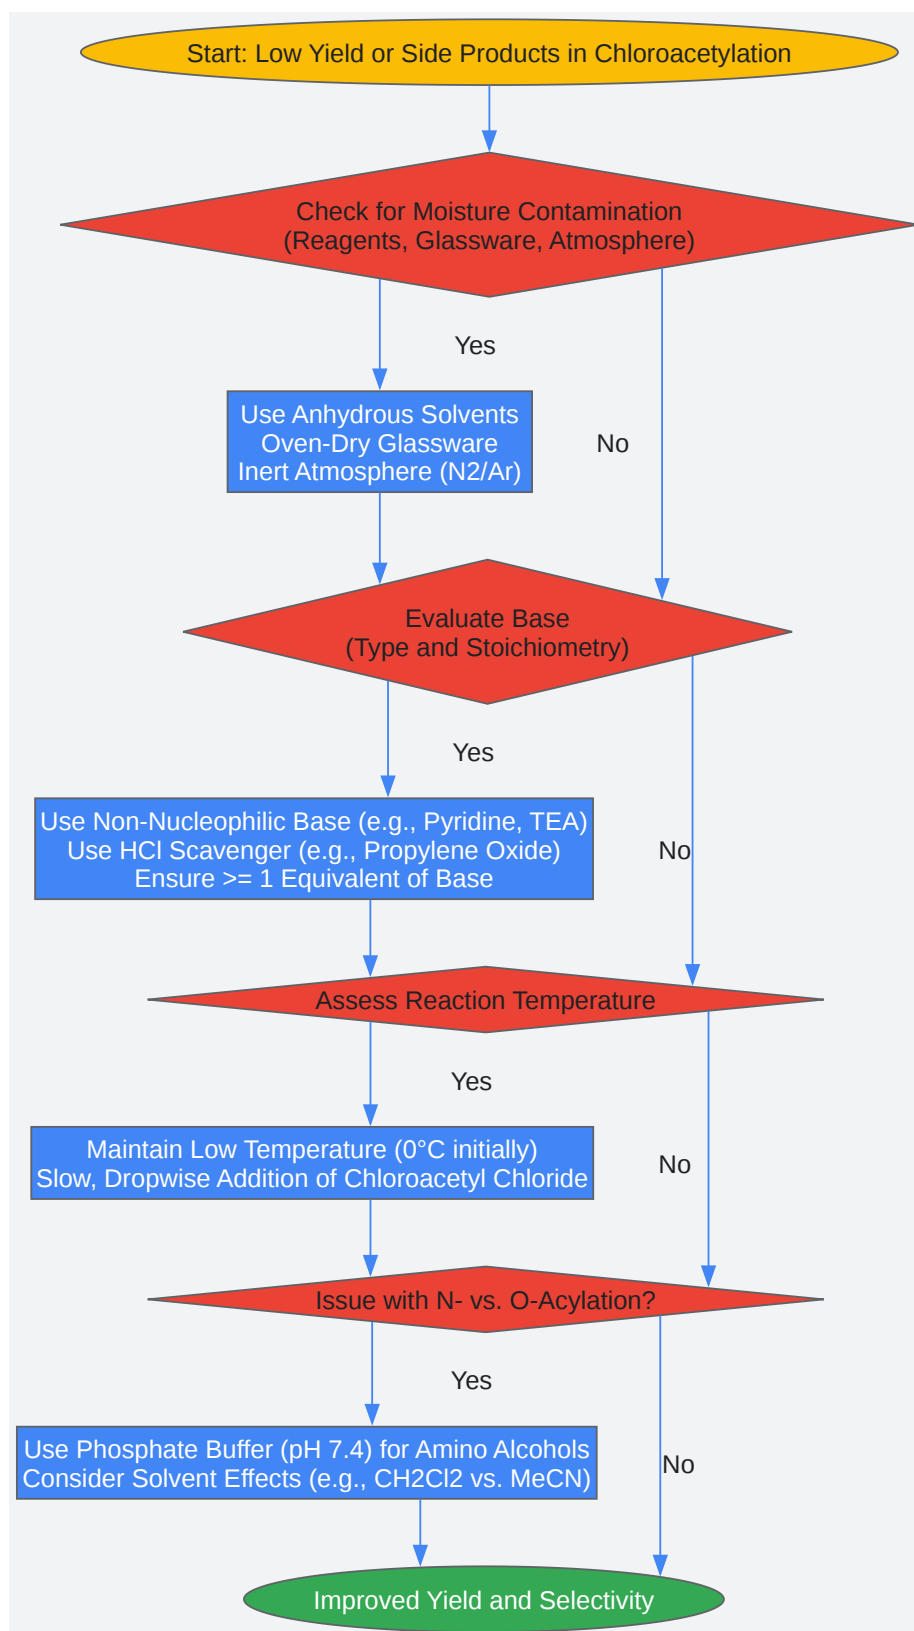 Start: Low Yield or Side Products in Chloroacetylation
Check for Moisture Contamination
(Reagents, Glassware, Atmosphere)
Yes
Use Anhydrous Solvents
Oven-Dry Glassware
Inert Atmosphere (N2/Ar)
No
Evaluate Base
(Type and Stoichiometry)
Yes
Use Non-Nucleophilic Base (e.g., Pyridine, TEA)
Use HCl Scavenger (e.g., Propylene Oxide)
Ensure >= 1 Equivalent of Base
No
Assess Reaction Temperature
Yes
Maintain Low Temperature (0°C initially)
Slow, Dropwise Addition of Chloroacetyl Chloride
No
Issue with N- vs. O-Acylation?
Yes
Use Phosphate Buffer (pH 7.4) for Amino Alcohols
Consider Solvent Effects (e.g., CH2Cl2 vs. MeCN)
No
Improved Yield and Selectivity